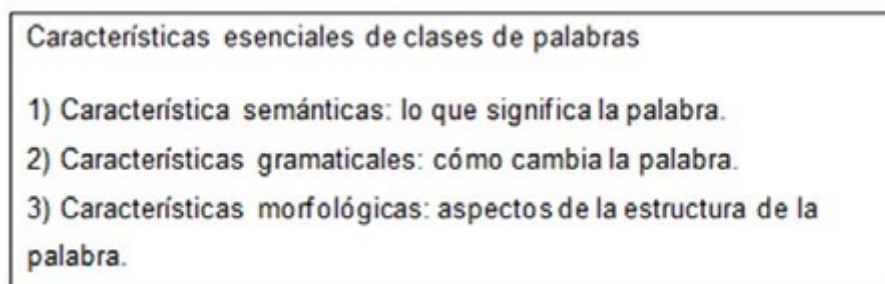 Características esenciales de clases de palabras
1) Característica semánticas: lo que significa la palabra.
2) Características gramaticales: cómo cambia la palabra.
3) Características morfológicas: aspectos de la estructura de la
palabra.